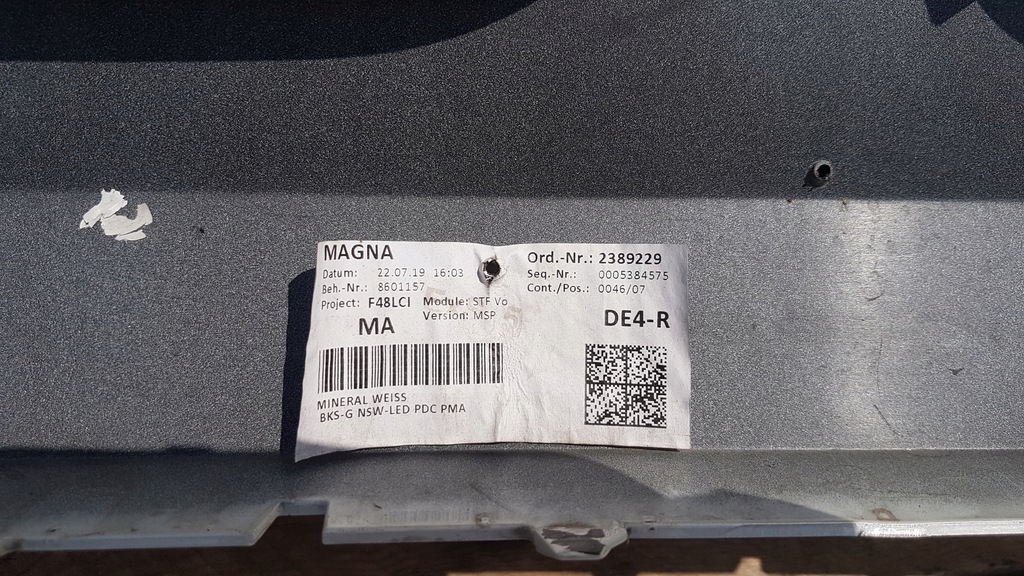 MAGNA
Datum: 22.07.19 16:03
Beh.-Nr.: 8601157
Project: F48LCI Module: STF Vo
Version: MSP
MA
Ord.-Nr.: 2389229
Seq.-Nr.: 0005384575
Cont./Pos.: 0046/07
DE4-R
MINERAL WEISS
BKS-G NSW-LED PDC PMA